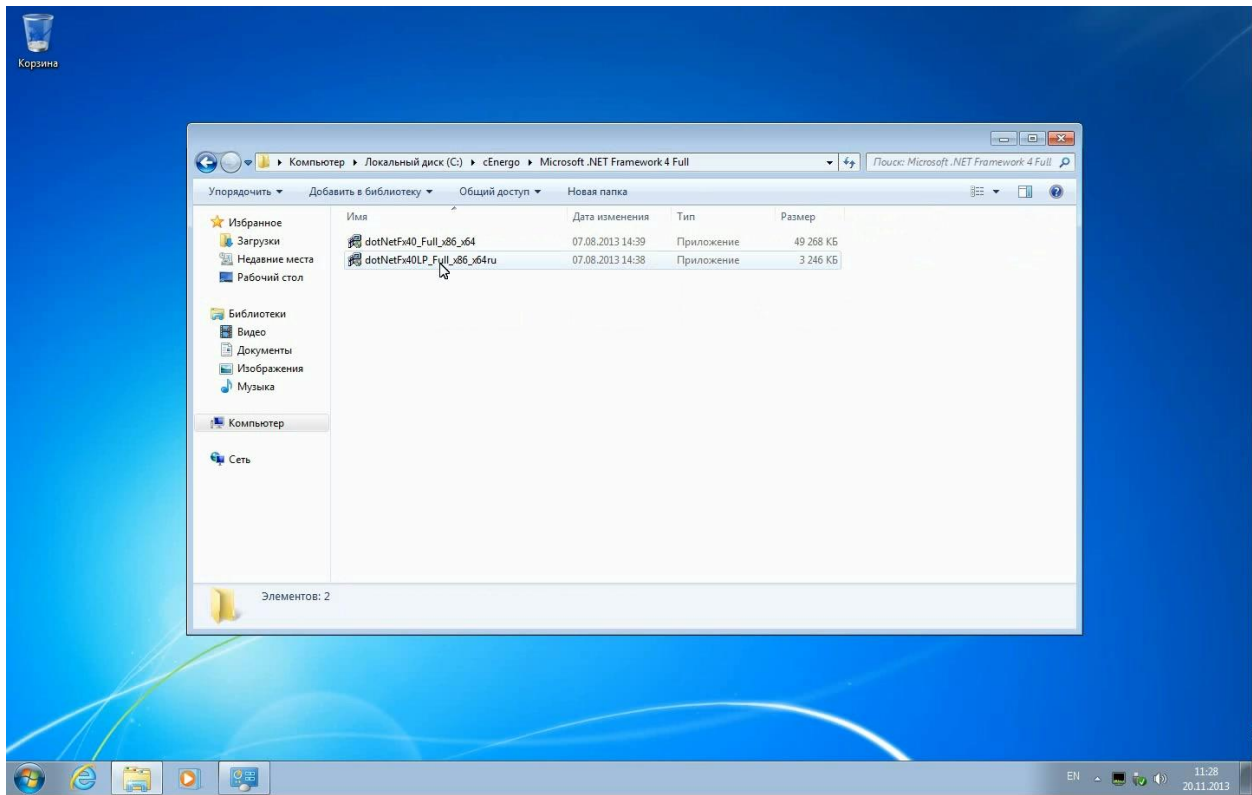 Корзина
Компьютер ▸ Локальный диск (C:) ▸ cEnergo ▸ Microsoft .NET Framework 4 Full
Поиск: Microsoft .NET Framework 4 Full
Упорядочить
Добавить в библиотеку
Общий доступ
Новая папка
Избранное
Загрузки
Недавние места
Рабочий стол
Библиотеки
Видео
Документы
Изображения
Музыка
Компьютер
Сеть
Имя Дата изменения Тип Размер
dotNetFx40_Full_x86_x64 07.08.2013 14:39 Приложение 49 268 КБ
dotNetFx40LP_Full_x86_x64ru 07.08.2013 14:38 Приложение 3 246 КБ
Элементов: 2
EN
11:28
20.11.2013